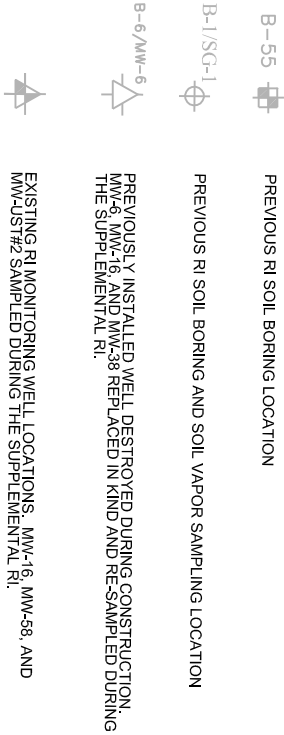 B-55
PREVIOUS RI SOIL BORING LOCATION
B-1/SG-1
PREVIOUS RI SOIL BORING AND SOIL VAPOR SAMPLING LOCATION
B-6/MW-6
PREVIOUSLY INSTALLED WELL DESTROYED DURING CONSTRUCTION.
MW-6, MW-16, AND MW-38 REPLACED IN KIND AND RE-SAMPLED DURING
THE SUPPLEMENTAL RI.
EXISTING RI MONITORING WELL LOCATIONS. MW-16, MW-58, AND
MW-UST#2 SAMPLED DURING THE SUPPLEMENTAL RI.